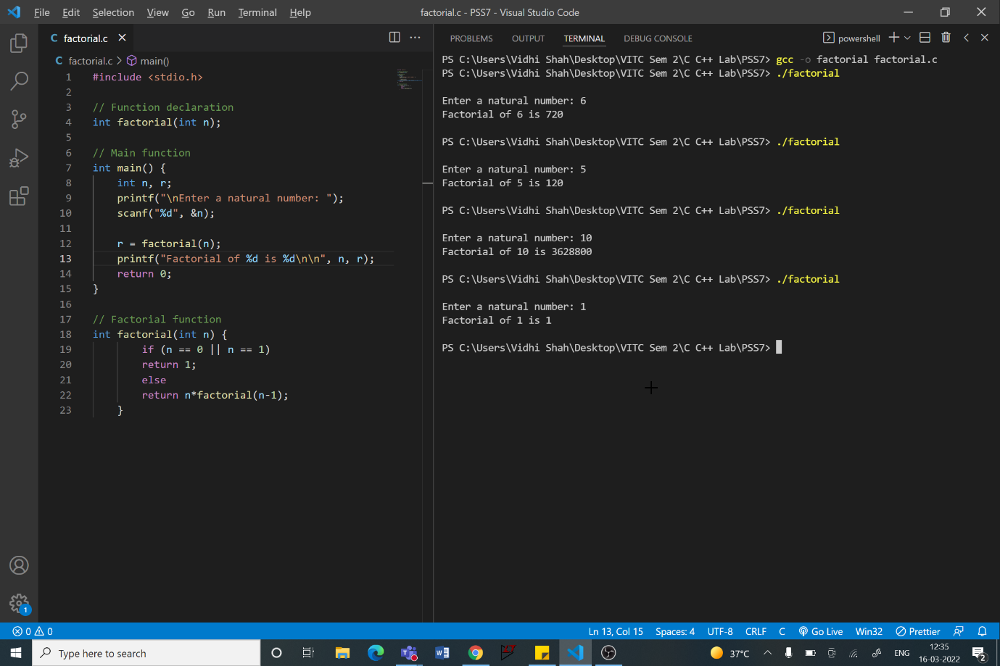 File Edit Selection View Go Run Terminal Help factorial.c - PSS7 - Visual Studio Code
C factorial.c
C factorial.c > main()
1 #include <stdio.h>
2
3 // Function declaration
4 int factorial(int n);
5
6 // Main function
7 int main() {
8 int n, r;
9 printf("\nEnter a natural number: ");
10 scanf("%d", &n);
11
12 r = factorial(n);
13 printf("Factorial of %d is %d\n\n", n, r);
14 return 0;
15 }
16
17 // Factorial function
18 int factorial(int n) {
19 if (n == 0 || n == 1)
20 return 1;
21 else
22 return n*factorial(n-1);
23 }
PROBLEMS OUTPUT TERMINAL DEBUG CONSOLE powershell
PS C:\Users\Vidhi Shah\Desktop\VITC Sem 2\C C++ Lab\PSS7> gcc -o factorial factorial.c
PS C:\Users\Vidhi Shah\Desktop\VITC Sem 2\C C++ Lab\PSS7> ./factorial
Enter a natural number: 6
Factorial of 6 is 720
PS C:\Users\Vidhi Shah\Desktop\VITC Sem 2\C C++ Lab\PSS7> ./factorial
Enter a natural number: 5
Factorial of 5 is 120
PS C:\Users\Vidhi Shah\Desktop\VITC Sem 2\C C++ Lab\PSS7> ./factorial
Enter a natural number: 10
Factorial of 10 is 3628800
PS C:\Users\Vidhi Shah\Desktop\VITC Sem 2\C C++ Lab\PSS7> ./factorial
Enter a natural number: 1
Factorial of 1 is 1
PS C:\Users\Vidhi Shah\Desktop\VITC Sem 2\C C++ Lab\PSS7>
1
0 0 Ln 13, Col 15 Spaces: 4 UTF-8 CRLF C Go Live Win32 Prettier
Type here to search 37°C ENG 12:35
16-03-2022 2